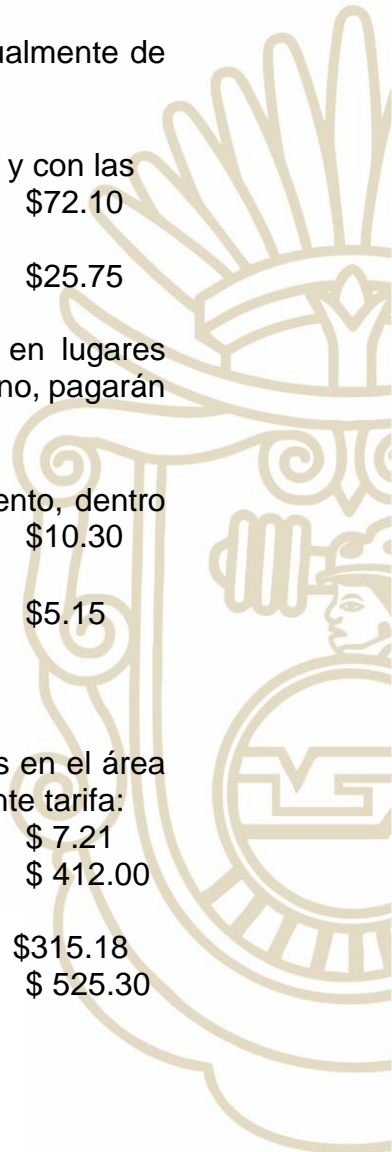 ualmente de
y con las
$72.10
$25.75
en lugares
no, pagarán
ento, dentro
$10.30
$5.15
s en el área
nte tarifa:
$ 7.21
$ 412.00
$315.18
$ 525.30